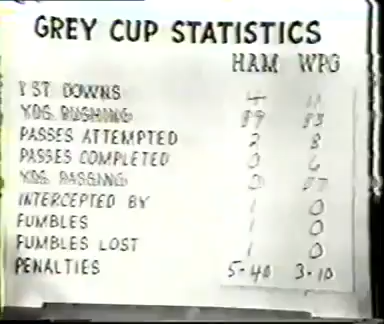 GREY CUP STATISTICS
HAM WPG
1ST DOWNS 4 11
YDS. RUSHING 89 83
PASSES ATTEMPTED 2 8
PASSES COMPLETED 0 6
YDS. PASSING 0
INTERCEPTED BY 1 0
FUMBLES 1 0
FUMBLES LOST 1 0
PENALTIES 5-40 3-10